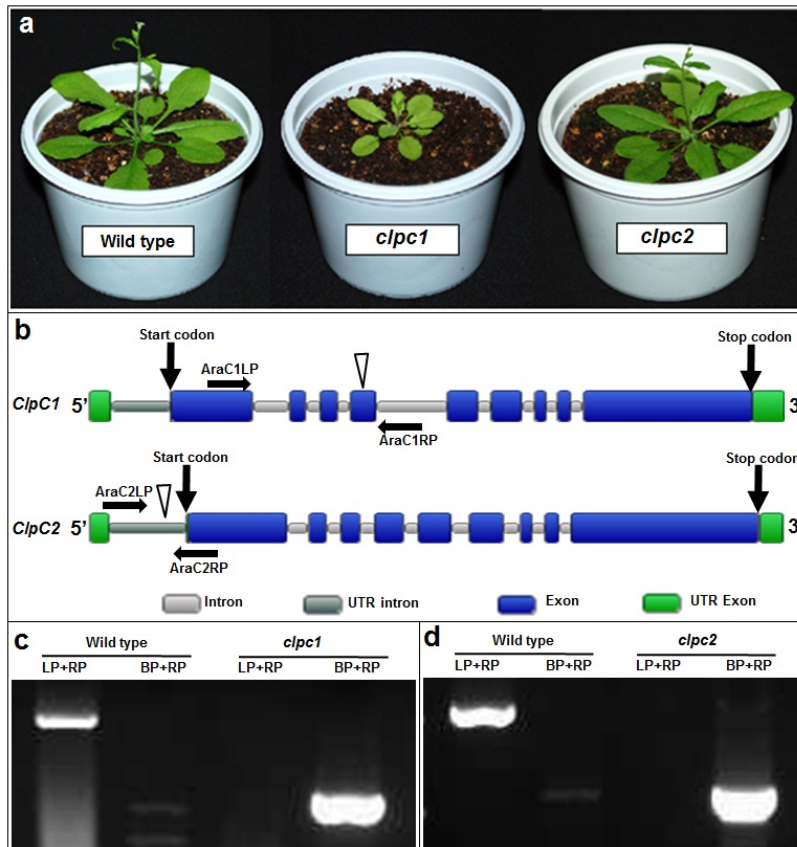 a
Wild type
clpc1
clpc2
b
Start codon
Stop codon
AraC1LP
ClpC1 5’ 3’
AraC1RP
Start codon
Stop codon
AraC2LP
ClpC2 5’ 3’
AraC2RP
Intron UTR intron Exon UTR Exon
c
Wild type clpc1
LP+RP BP+RP LP+RP BP+RP
d
Wild type clpc2
LP+RP BP+RP LP+RP BP+RP